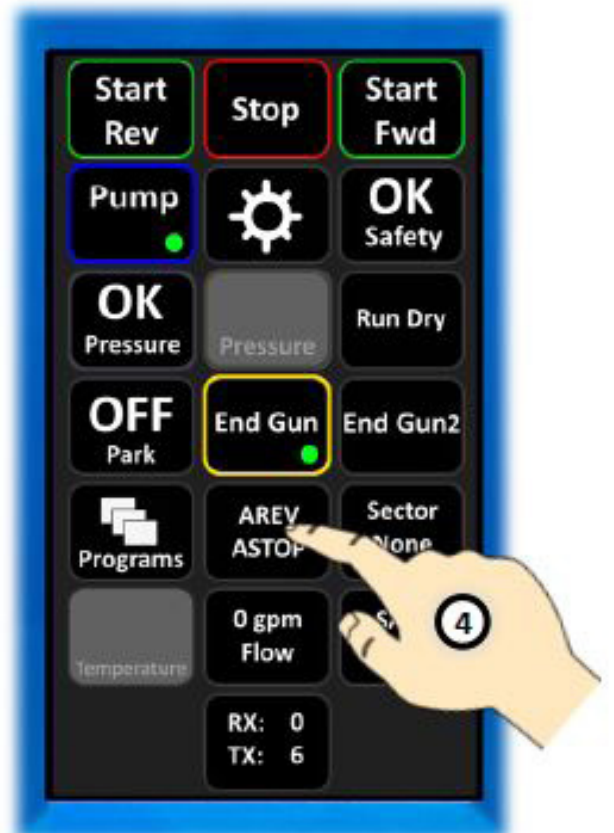 Start
Rev
Stop
Start
Fwd
Pump
OK
Safety
OK
Pressure
Pressure
Run Dry
OFF
Park
End Gun
End Gun2
Programs
AREV
ASTOP
Sector
None
Temperature
0 gpm
Flow
4
RX: 0
TX: 6